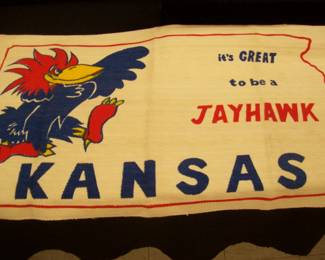 it's GREAT
to be a
JAYHAWK
KANSAS